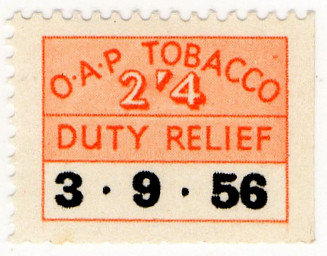 O·A·P TOBACCO
2'4
DUTY RELIEF
3 · 9 · 56